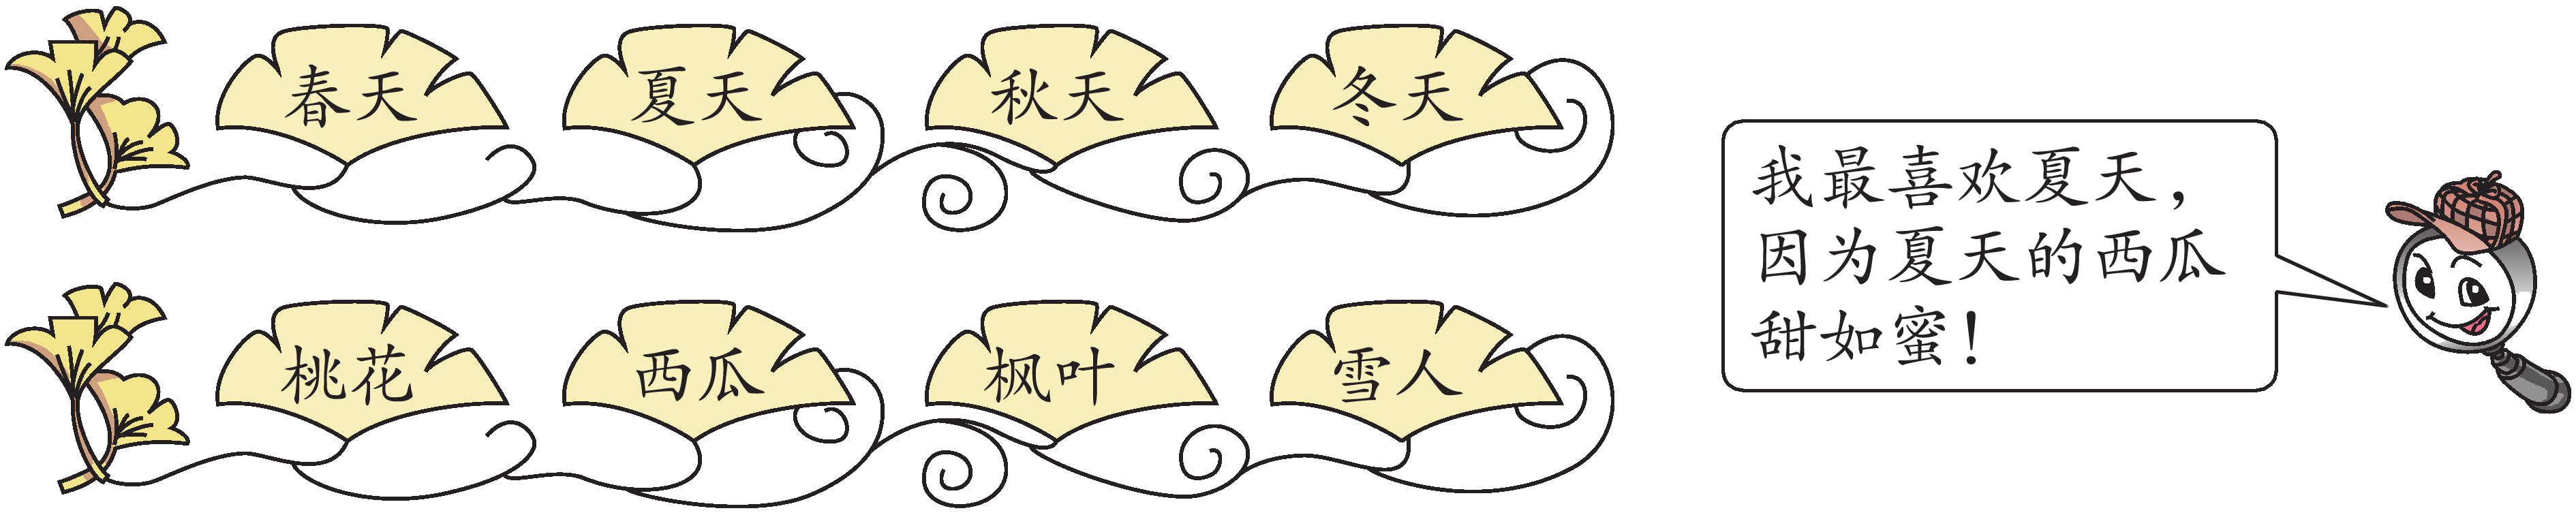 春天 夏天 秋天 冬天
桃花 西瓜 枫叶 雪人
我最喜欢夏天，
因为夏天的西瓜
甜如蜜！